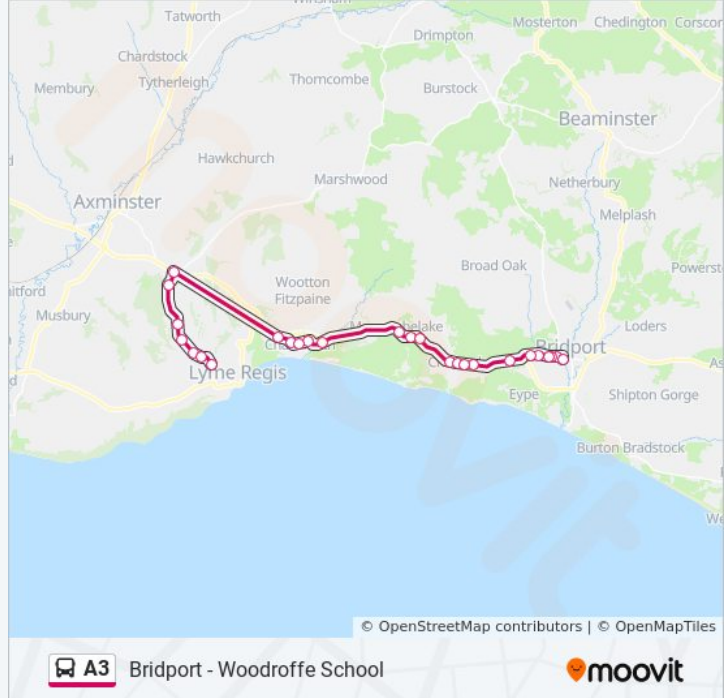 Tatworth
Mosterton
Chedington
Drimpton
Chardstock
Tytherleigh
Thorncombe
Membury
Burstock
Beaminster
Hawkchurch
Marshwood
Netherbury
Axminster
Melplash
Broad Oak
Wootton
Fitzpaine
Musbury
Loders
Bridport
Lyme Regis
Eype
Shipton Gorge
Burton Bradstock
moovit
© OpenStreetMap contributors | © OpenMapTiles
A3 Bridport - Woodroffe School
moovit